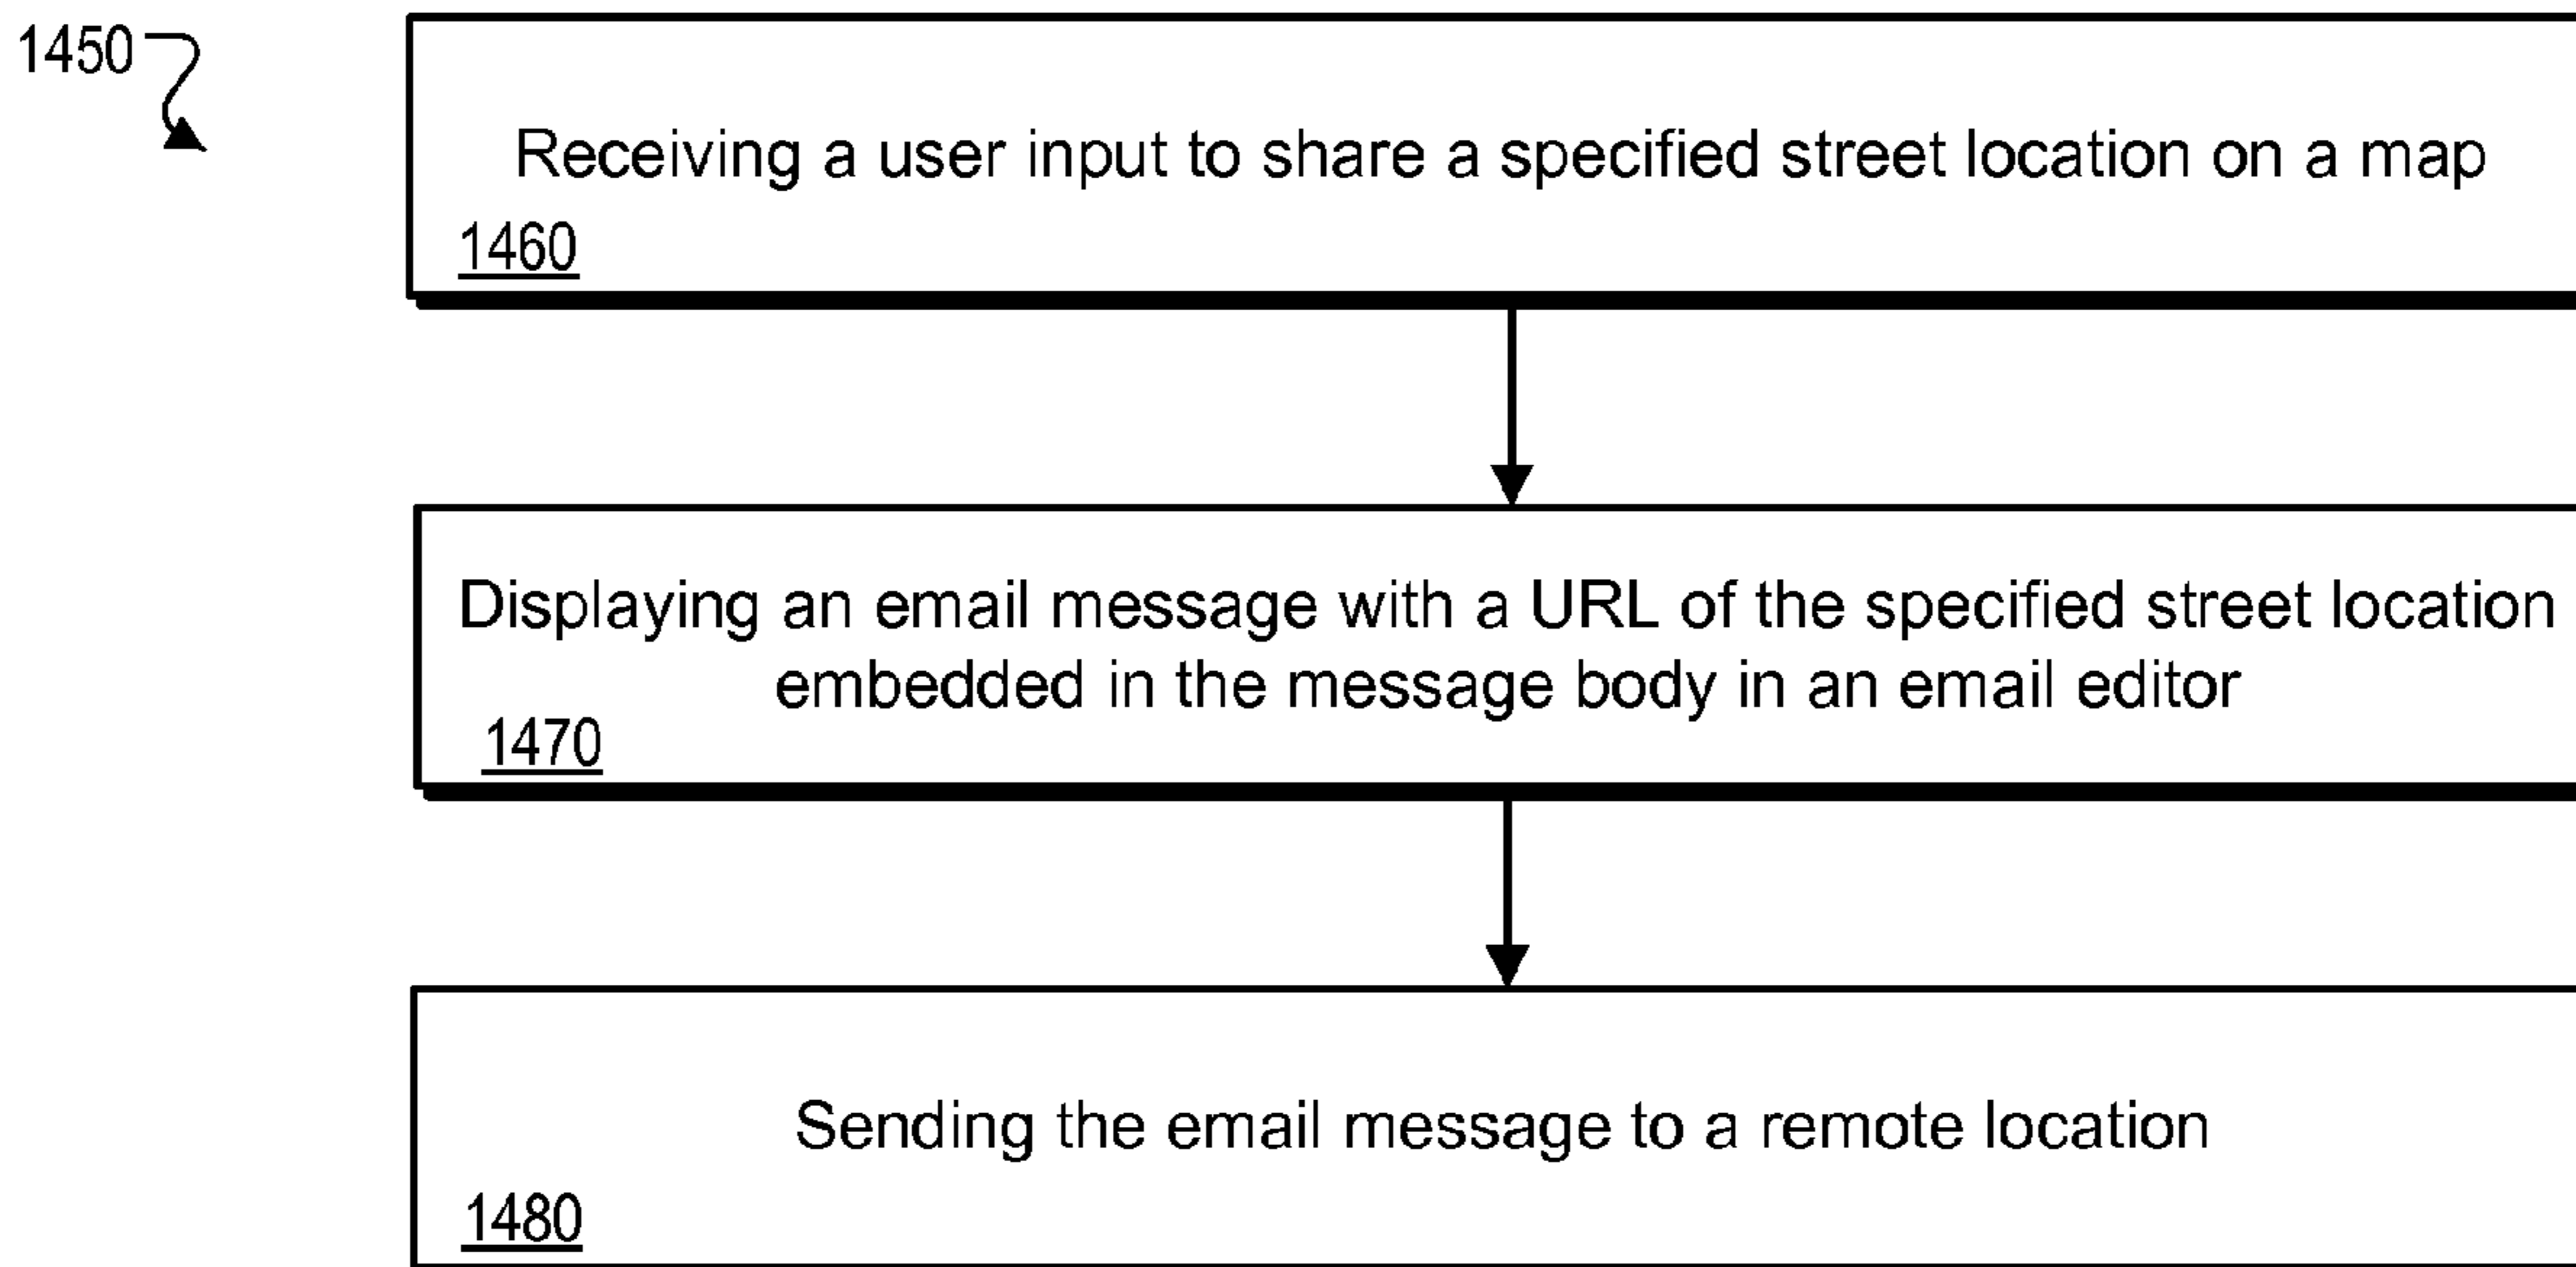 1450
Receiving a user input to share a specified street location on a map
1460
Displaying an email message with a URL of the specified street location
embedded in the message body in an email editor
1470
Sending the email message to a remote location
1480